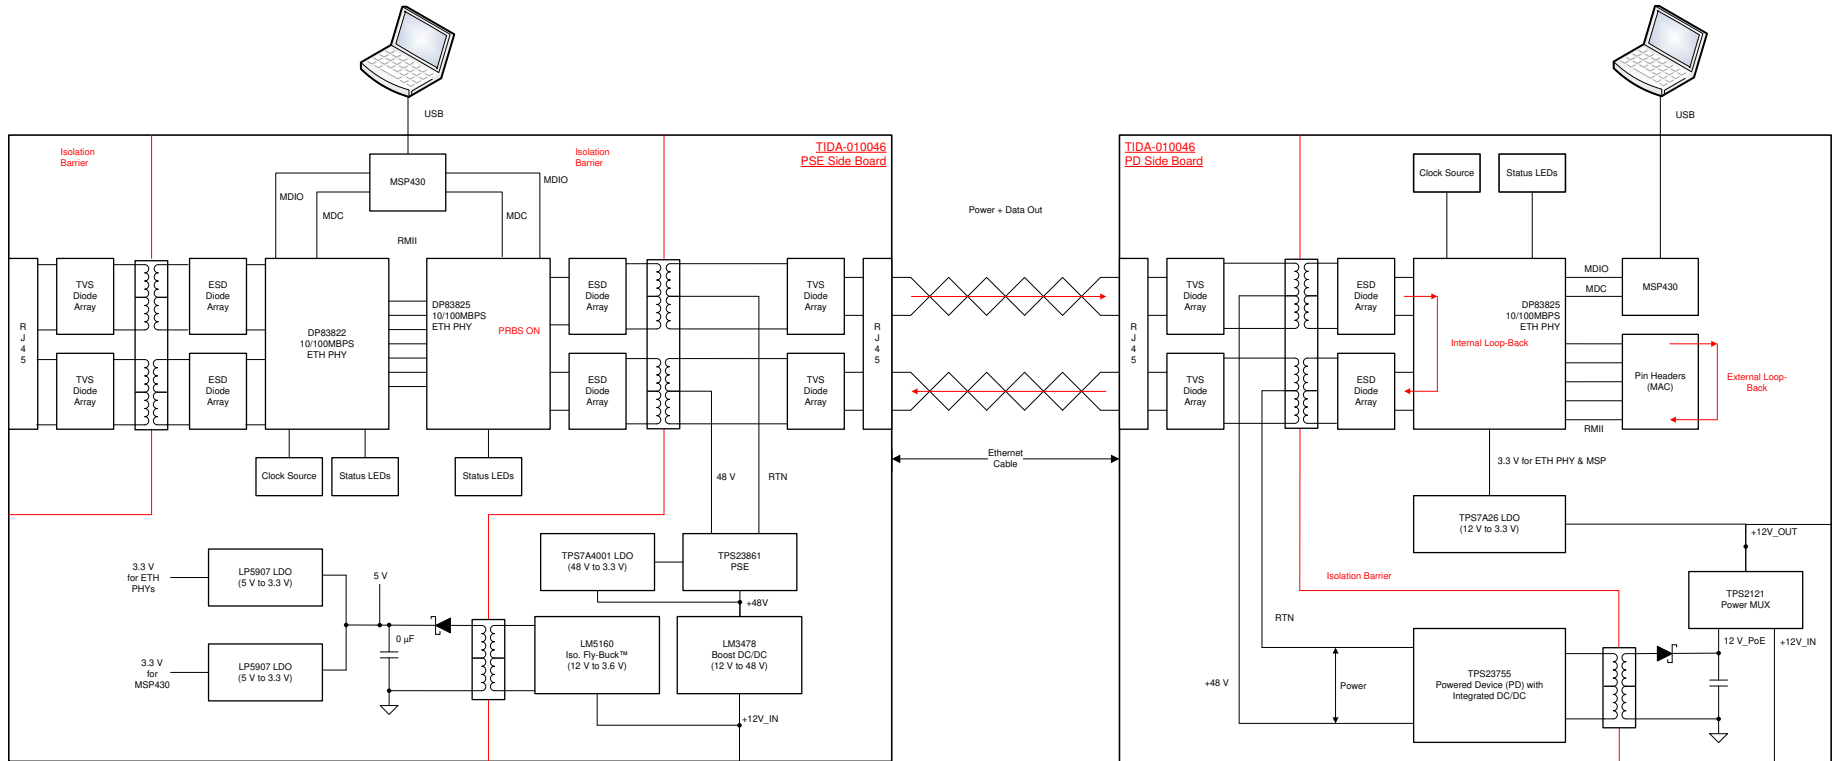 USB
USB
Isolation
Barrier
Isolation
Barrier
TIDA-010046
PSE Side Board
MSP430
MDIO
MDC
MDIO
MDC
RMII
R
J
4
5
TVS
Diode
Array
ESD
Diode
Array
DP83822
10/100MBPS
ETH PHY
DP83825
10/100MBPS
ETH PHY
PRBS ON
ESD
Diode
Array
TVS
Diode
Array
R
J
4
5
TVS
Diode
Array
ESD
Diode
Array
ESD
Diode
Array
TVS
Diode
Array
Clock Source
Status LEDs
Status LEDs
48 V
RTN
TPS7A4001 LDO
(48 V to 3.3 V)
TPS23861
PSE
3.3 V
for ETH
PHYs
LP5907 LDO
(5 V to 3.3 V)
5 V
+48V
0 µF
LM5160
Iso. Fly-Buck™
(12 V to 3.6 V)
LM3478
Boost DC/DC
(12 V to 48 V)
3.3 V
for
MSP430
LP5907 LDO
(5 V to 3.3 V)
+12V_IN
Power + Data Out
Ethernet
Cable
TIDA-010046
PD Side Board
Clock Source
Status LEDs
R
J
4
5
TVS
Diode
Array
ESD
Diode
Array
DP83825
10/100MBPS
ETH PHY
MDIO
MDC
MSP430
Internal Loop-Back
TVS
Diode
Array
ESD
Diode
Array
Pin Headers
(MAC)
External Loop-
Back
RMII
3.3 V for ETH PHY & MSP
TPS7A26 LDO
(12 V to 3.3 V)
+12V_OUT
Isolation Barrier
TPS2121
Power MUX
RTN
12 V_PoE
+12V_IN
+48 V
Power
TPS23755
Powered Device (PD) with
Integrated DC/DC